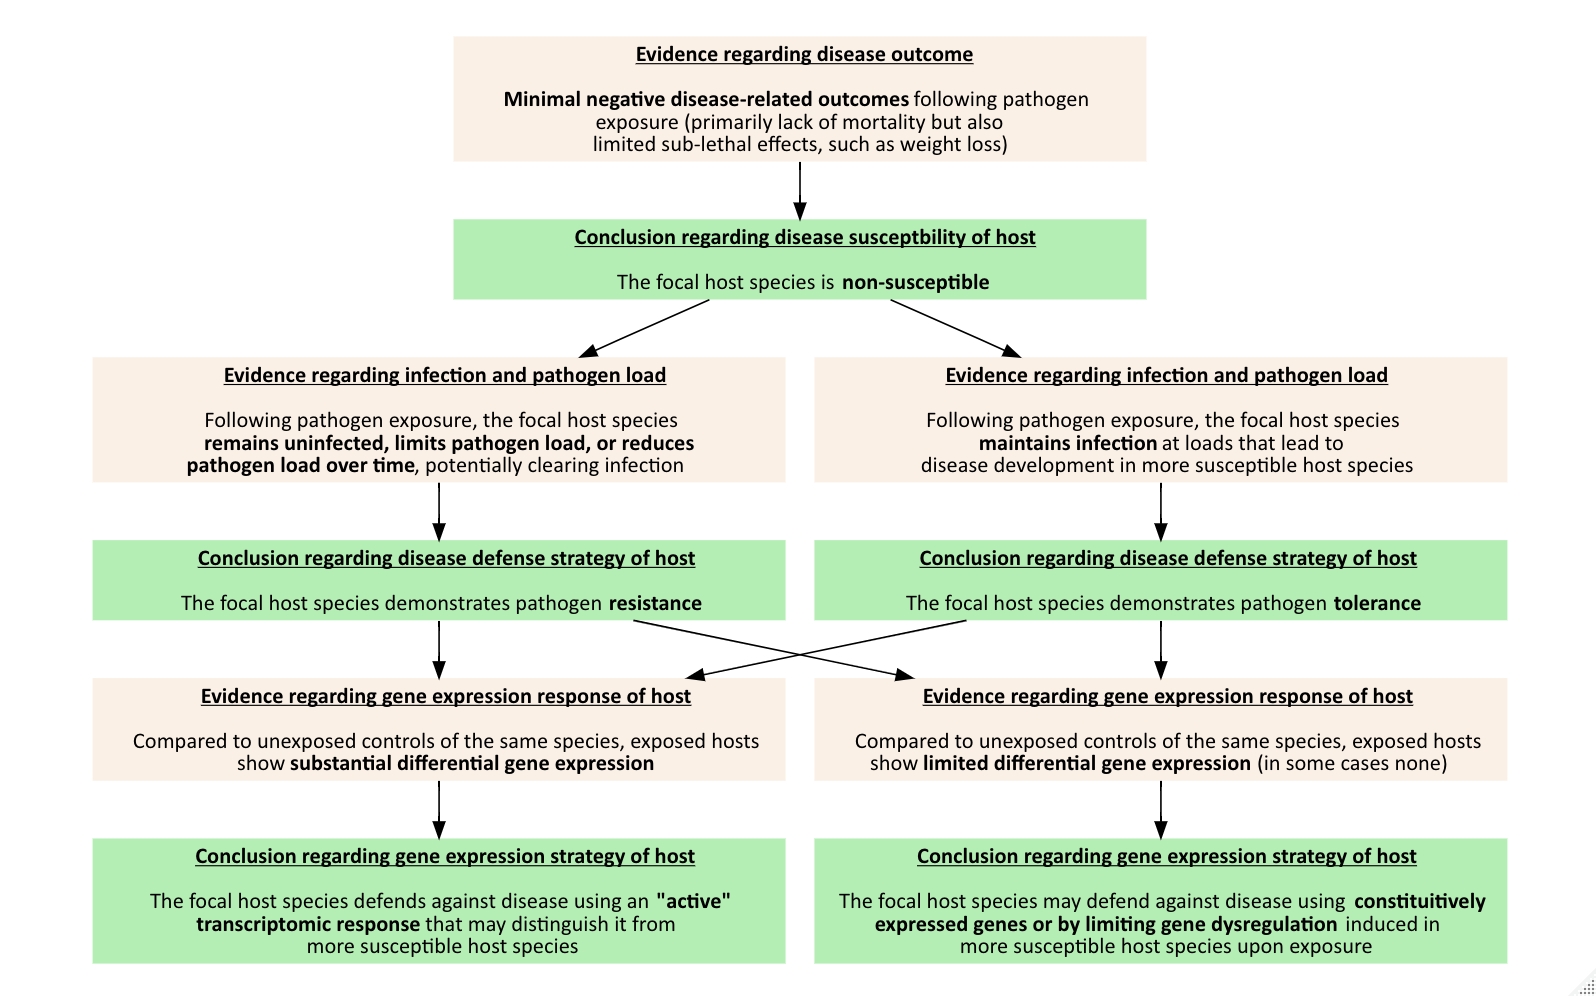 Evidence regarding disease outcome
Minimal negative disease-related outcomes following pathogen
exposure (primarily lack of mortality but also
limited sub-lethal effects, such as weight loss)
Conclusion regarding disease susceptbility of host
The focal host species is non-susceptible
Evidence regarding infection and pathogen load
Following pathogen exposure, the focal host species
remains uninfected, limits pathogen load, or reduces
pathogen load over time, potentially clearing infection
Evidence regarding infection and pathogen load
Following pathogen exposure, the focal host species
maintains infection at loads that lead to
disease development in more susceptible host species
Conclusion regarding disease defense strategy of host
The focal host species demonstrates pathogen resistance
Conclusion regarding disease defense strategy of host
The focal host species demonstrates pathogen tolerance
Evidence regarding gene expression response of host
Compared to unexposed controls of the same species, exposed hosts
show substantial differential gene expression
Evidence regarding gene expression response of host
Compared to unexposed controls of the same species, exposed hosts
show limited differential gene expression (in some cases none)
Conclusion regarding gene expression strategy of host
The focal host species defends against disease using an "active"
transcriptomic response that may distinguish it from
more susceptible host species
Conclusion regarding gene expression strategy of host
The focal host species may defend against disease using constituitively
expressed genes or by limiting gene dysregulation induced in
more susceptible host species upon exposure